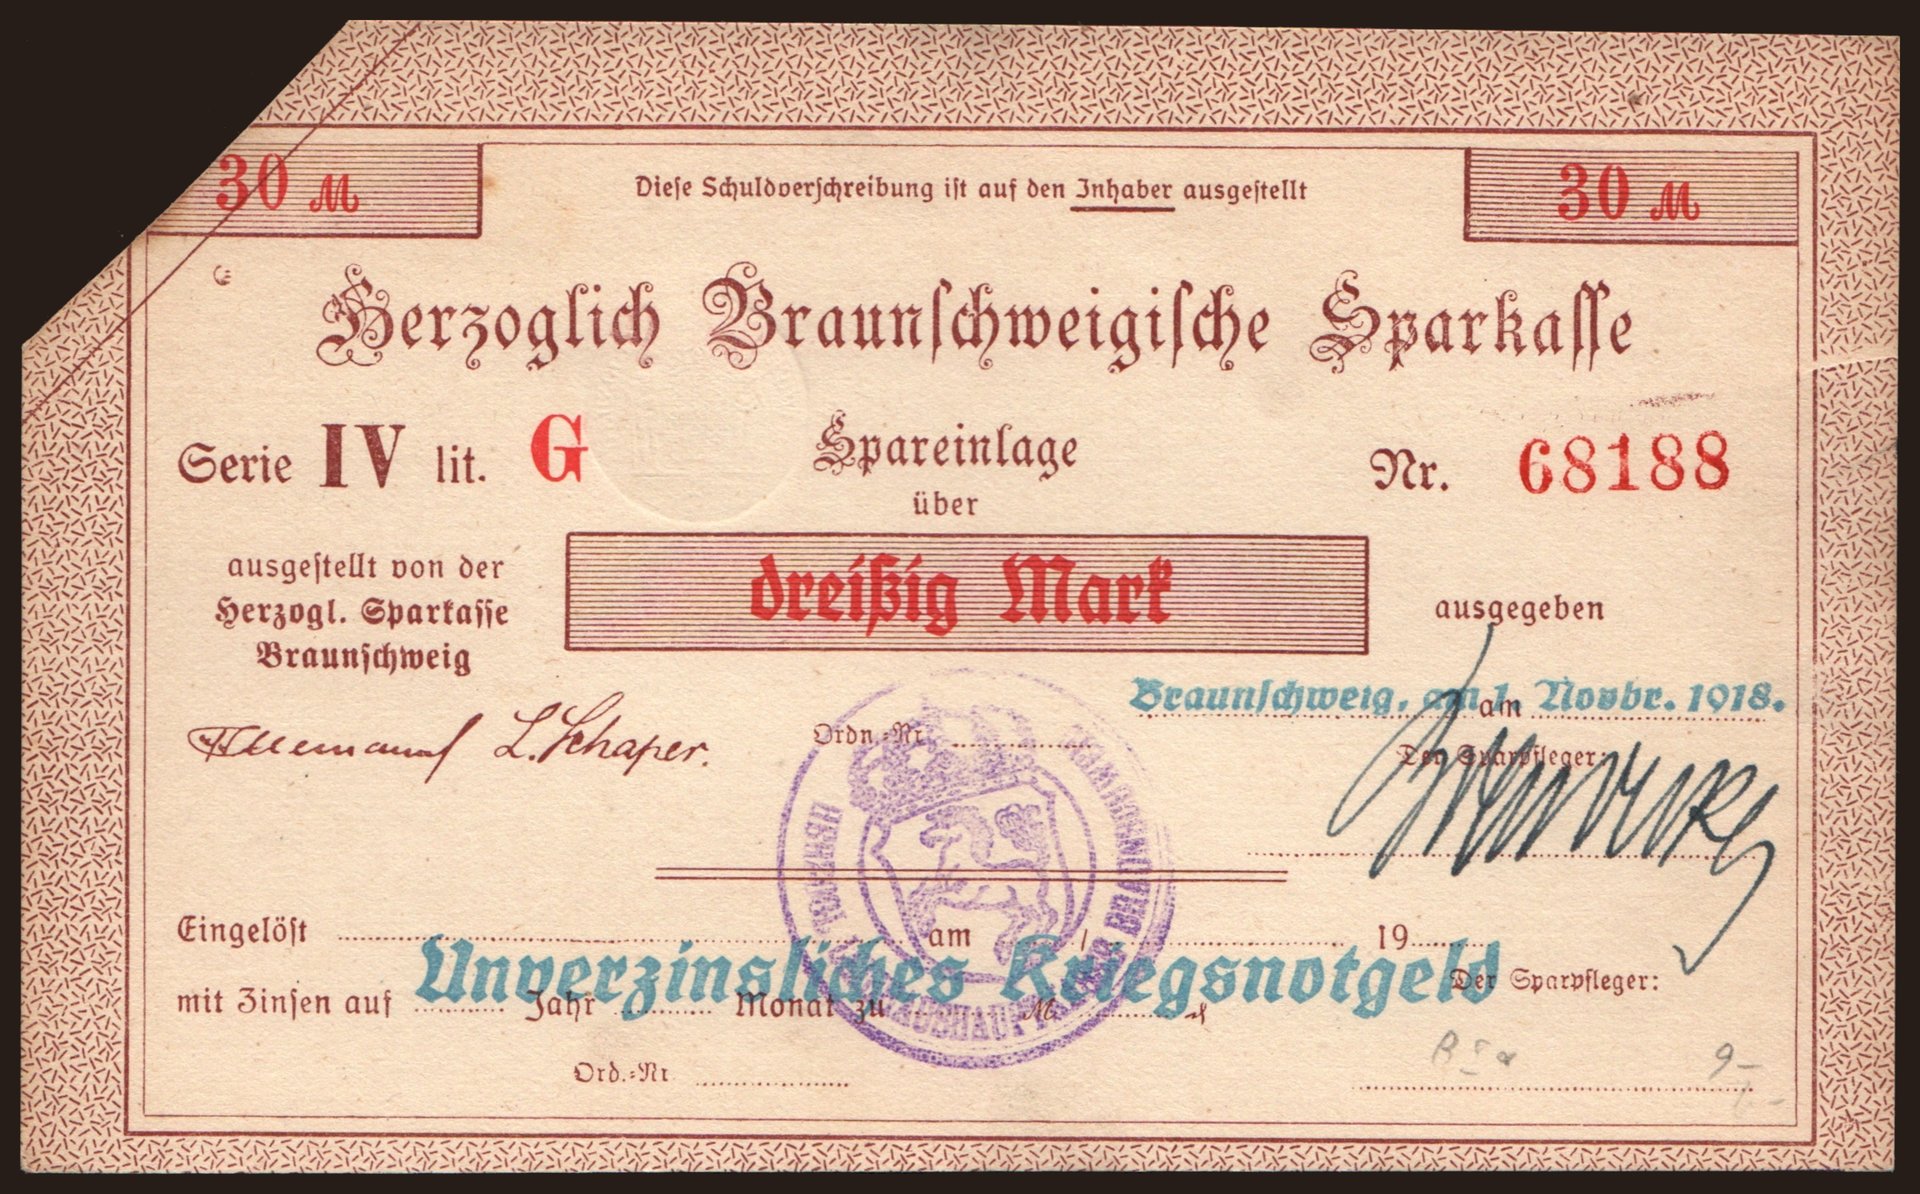 30 M
Diese Schuldverschreibung ist auf den Inhaber ausgestellt
30 M
Herzoglich Braunschweigische Sparkasse
Serie IV lit. G
Spareinlage
Nr. 68188
über
ausgestellt von der
Herzogl. Sparkasse
Braunschweig
dreißig Mark
ausgegeben
Braunschweig, am 1. Novbr. 1918.
am
L. Schaper.
Ordn.=Nr.
Der Sparpfleger:
Eingelöst am 19
Unverzinsliches Kriegsnotgeld
Der Sparpfleger:
mit Zinsen auf Jahr Monat zu M
Ord.=Nr
9-